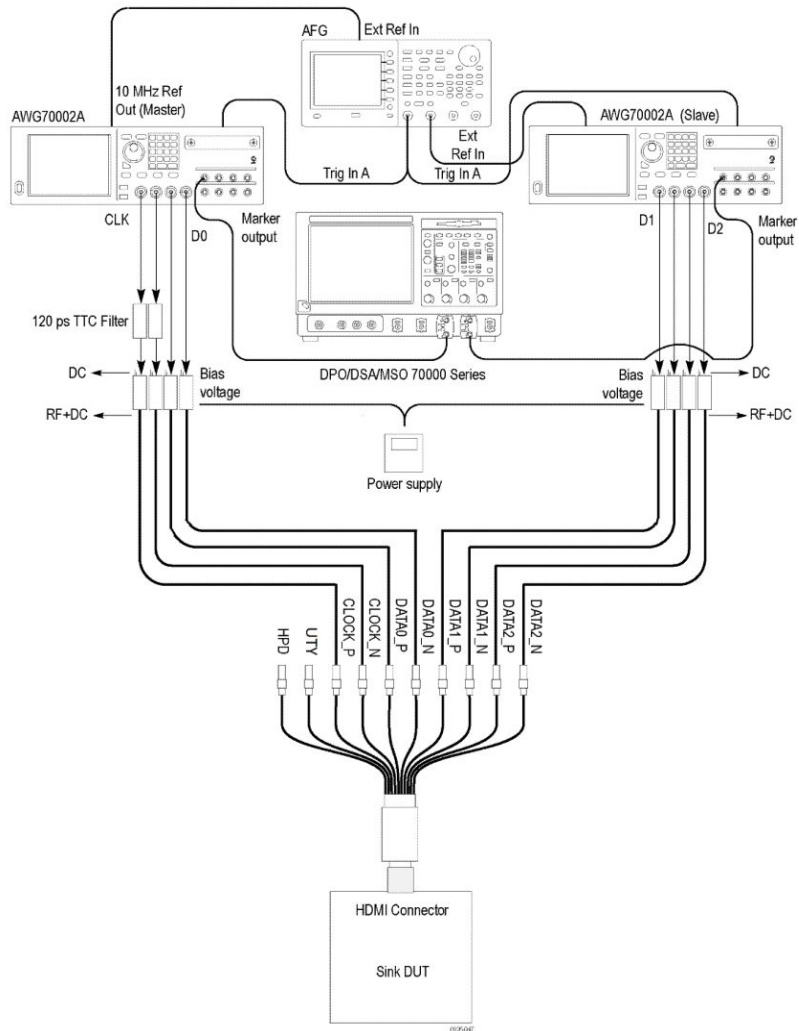 AFG
Ext Ref In
10 MHz Ref
Out (Master)
AWG70002A
AWG70002A (Slave)
Ext
Ref In
Trig In A
Trig In A
CLK
D0
Marker
output
D1
D2
Marker
output
120 ps TTC Filter
DC
Bias
voltage
DPO/DSA/MSO 70000 Series
Bias
voltage
DC
RF+DC
RF+DC
Power supply
HPD
UTY
CLOCK_P
CLOCK_N
DATA0_P
DATA0_N
DATA1_P
DATA1_N
DATA2_P
DATA2_N
HDMI Connector
Sink DUT